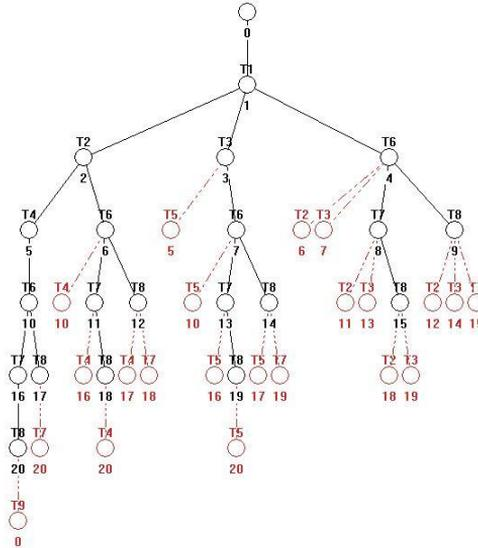 0
T1
1
T2 T3 T6
2 3 4
T4 T6 T5 T6 T2 T3 T7 T8
5 6 5 7 6 7 8 9
T6 T4 T7 T8 T5 T7 T8 T2 T3 T8 T2 T3
10 10 11 12 10 13 14 11 13 15 12 14
T7 T8 T4 T8 T4 T7 T5 T8 T5 T7 T2 T3
16 17 16 18 17 18 16 19 17 19 18 19
T8 T7 T4 T5
20 20 20 20
T9
0